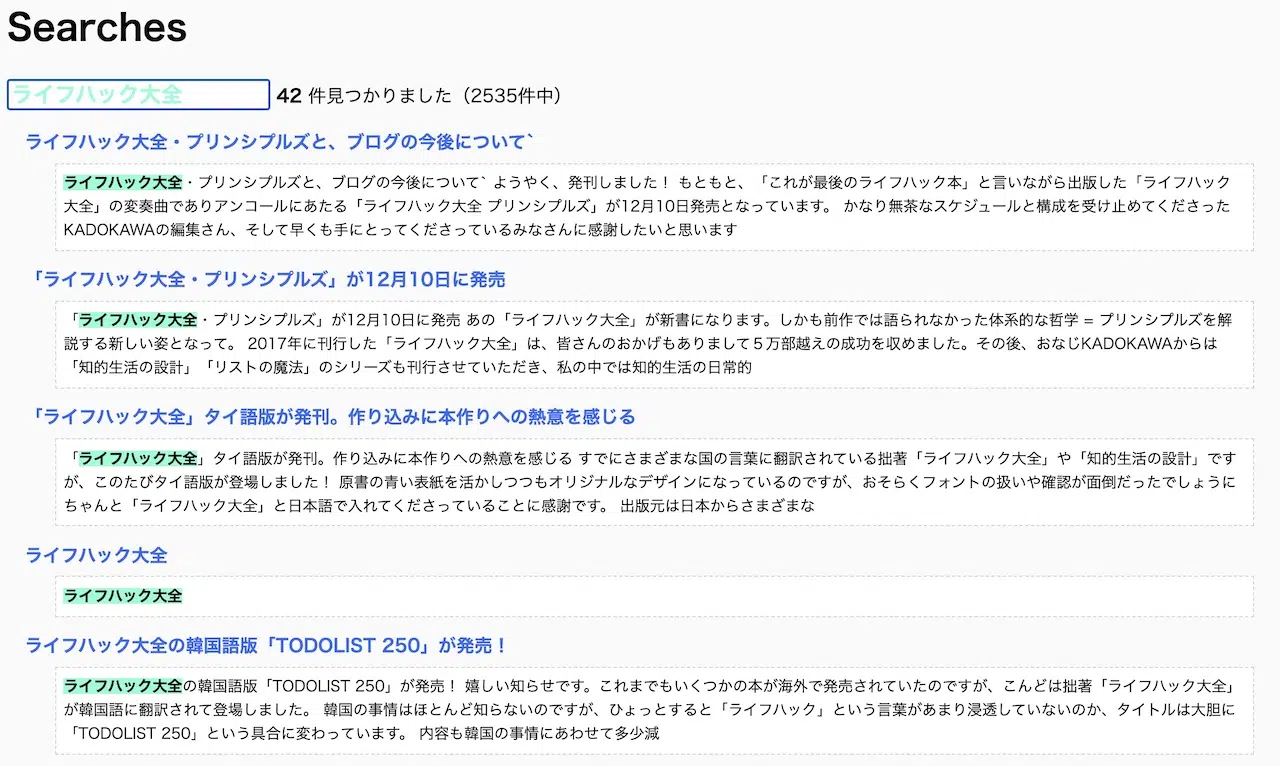 Searches
ライフハック大全 42 件見つかりました（2535件中）
ライフハック大全・プリンシプルズと、ブログの今後について`
ライフハック大全・プリンシプルズと、ブログの今後について` ようやく、発刊しました！ もともと、「これが最後のライフハック本」と言いながら出版した「ライフハック
大全」の変奏曲でありアンコールにあたる「ライフハック大全 プリンシプルズ」が12月10日発売となっています。 かなり無茶なスケジュールと構成を受け止めてくださった
KADOKAWAの編集さん、そして早くも手にとってくださっているみなさんに感謝したいと思います
「ライフハック大全・プリンシプルズ」が12月10日に発売
「ライフハック大全・プリンシプルズ」が12月10日に発売 あの「ライフハック大全」が新書になります。しかも前作では語られなかった体系的な哲学 = プリンシプルズを解
説する新しい姿となって。 2017年に刊行した「ライフハック大全」は、皆さんのおかげもありまして５万部越えの成功を収めました。その後、おなじKADOKAWAからは
「知的生活の設計」「リストの魔法」のシリーズも刊行させていただき、私の中では知的生活の日常的
「ライフハック大全」タイ語版が発刊。作り込みに本作りへの熱意を感じる
「ライフハック大全」タイ語版が発刊。作り込みに本作りへの熱意を感じる すでにさまざまな国の言葉に翻訳されている拙著「ライフハック大全」や「知的生活の設計」です
が、このたびタイ語版が登場しました！ 原書の青い表紙を活かしつつもオリジナルなデザインになっているのですが、おそらくフォントの扱いや確認が面倒だったでしょうに
ちゃんと「ライフハック大全」と日本語で入れてくださっていることに感謝です。 出版元は日本からさまざまな
ライフハック大全
ライフハック大全
ライフハック大全の韓国語版「TODOLIST 250」が発売！
ライフハック大全の韓国語版「TODOLIST 250」が発売！ 嬉しい知らせです。これまでもいくつかの本が海外で発売されていたのですが、こんどは拙著「ライフハック大全」
が韓国語に翻訳されて登場しました。 韓国の事情はほとんど知らないのですが、ひょっとすると「ライフハック」という言葉があまり浸透していないのか、タイトルは大胆に
「TODOLIST 250」という具合に変わっています。 内容も韓国の事情にあわせて多少減